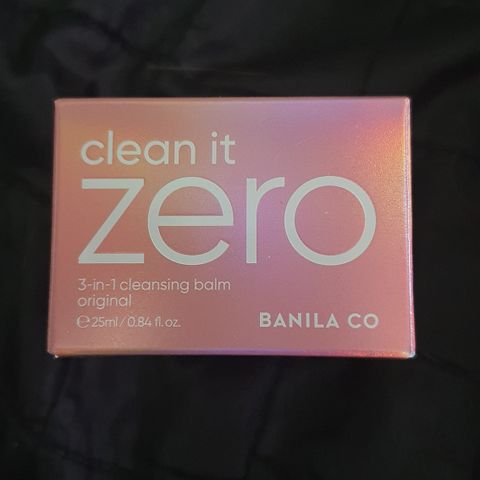 clean it
zero
3-in-1 cleansing balm
original
℮25ml/0.84 fl.oz.
BANILA CO